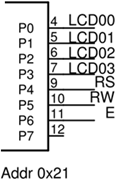 P0 4 LCD00
P1 5 LCD01
P2 6 LCD02
P3 7 LCD03
P4 9 RS
P5 10 RW
P6 11 E
P7 12
Addr 0x21